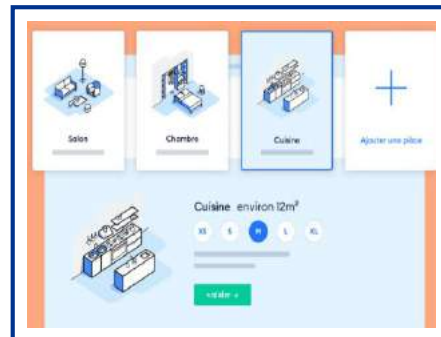 Salon
Chambre
Cuisine
Ajouter une pièce
Cuisine environ 12m²
XS S M L XL